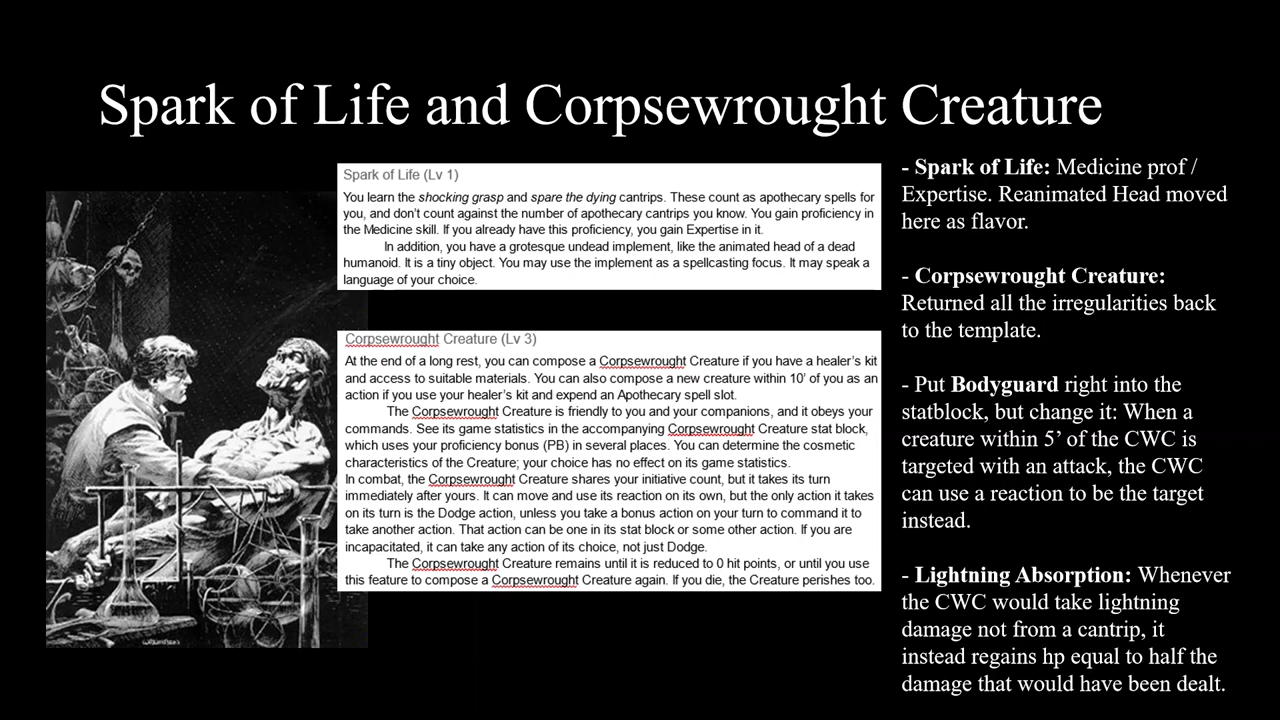 Spark of Life and Corpsewrought Creature
Spark of Life (Lv 1)
You learn the shocking grasp and spare the dying cantrips. These count as apothecary spells for
you, and don't count against the number of apothecary cantrips you know. You gain proficiency in
the Medicine skill. If you already have this proficiency, you gain Expertise in it.
In addition, you have a grotesque undead implement, like the animated head of a dead
humanoid. It is a tiny object. You may use the implement as a spellcasting focus. It may speak a
language of your choice.
Corpsewrought Creature (Lv 3)
At the end of a long rest, you can compose a Corpsewrought Creature if you have a healer's kit
and access to suitable materials. You can also compose a new creature within 10' of you as an
action if you use your healer's kit and expend an Apothecary spell slot.
The Corpsewrought Creature is friendly to you and your companions, and it obeys your
commands. See its game statistics in the accompanying Corpsewrought Creature stat block,
which uses your proficiency bonus (PB) in several places. You can determine the cosmetic
characteristics of the Creature; your choice has no effect on its game statistics.
In combat, the Corpsewrought Creature shares your initiative count, but it takes its turn
immediately after yours. It can move and use its reaction on its own, but the only action it takes
on its turn is the Dodge action, unless you take a bonus action on your turn to command it to
take another action. That action can be one in its stat block or some other action. If you are
incapacitated, it can take any action of its choice, not just Dodge.
The Corpsewrought Creature remains until it is reduced to 0 hit points, or until you use
this feature to compose a Corpsewrought Creature again. If you die, the Creature perishes too.
- Spark of Life: Medicine prof /
Expertise. Reanimated Head moved
here as flavor.
- Corpsewrought Creature:
Returned all the irregularities back
to the template.
- Put Bodyguard right into the
statblock, but change it: When a
creature within 5' of the CWC is
targeted with an attack, the CWC
can use a reaction to be the target
instead.
- Lightning Absorption: Whenever
the CWC would take lightning
damage not from a cantrip, it
instead regains hp equal to half the
damage that would have been dealt.